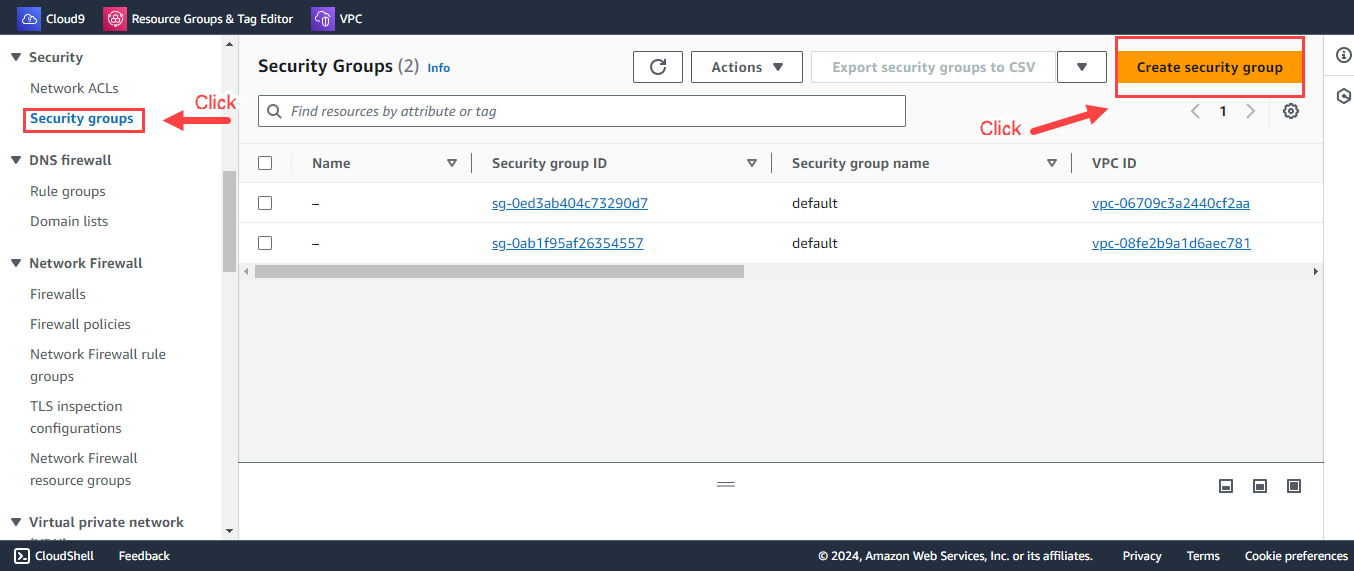 Cloud9 Resource Groups & Tag Editor VPC
Security
Network ACLs
Security groups
Click
DNS firewall
Rule groups
Domain lists
Network Firewall
Firewalls
Firewall policies
Network Firewall rule
groups
TLS inspection
configurations
Network Firewall
resource groups
Virtual private network
Security Groups (2) Info
Actions
Export security groups to CSV
Create security group
Find resources by attribute or tag
Click
1
Name Security group ID Security group name VPC ID
– sg-0ed3ab404c73290d7 default vpc-06709c3a2440cf2aa
– sg-0ab1f95af26354557 default vpc-08fe2b9a1d6aec781
CloudShell Feedback © 2024, Amazon Web Services, Inc. or its affiliates. Privacy Terms Cookie preferences